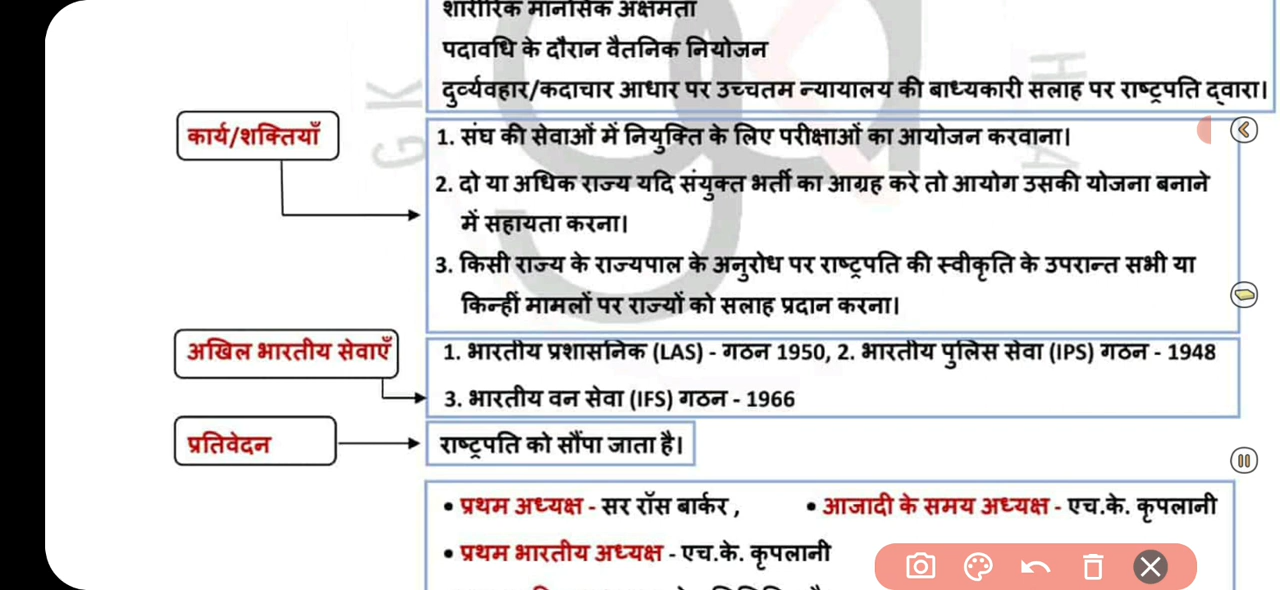 शारीरिक मानसिक अक्षमता
पदावधि के दौरान वैतनिक नियोजन
दुर्व्यवहार/कदाचार आधार पर उच्चतम न्यायालय की बाध्यकारी सलाह पर राष्ट्रपति द्वारा।
कार्य/शक्तियाँ
1. संघ की सेवाओं में नियुक्ति के लिए परीक्षाओं का आयोजन करवाना।
2. दो या अधिक राज्य यदि संयुक्त भर्ती का आग्रह करे तो आयोग उसकी योजना बनाने
में सहायता करना।
3. किसी राज्य के राज्यपाल के अनुरोध पर राष्ट्रपति की स्वीकृति के उपरान्त सभी या
किन्हीं मामलों पर राज्यों को सलाह प्रदान करना।
अखिल भारतीय सेवाएँ
1. भारतीय प्रशासनिक (LAS) - गठन 1950, 2. भारतीय पुलिस सेवा (IPS) गठन - 1948
3. भारतीय वन सेवा (IFS) गठन - 1966
प्रतिवेदन
राष्ट्रपति को सौंपा जाता है।
• प्रथम अध्यक्ष - सर रॉस बार्कर , • आजादी के समय अध्यक्ष - एच.के. कृपलानी
• प्रथम भारतीय अध्यक्ष - एच.के. कृपलानी